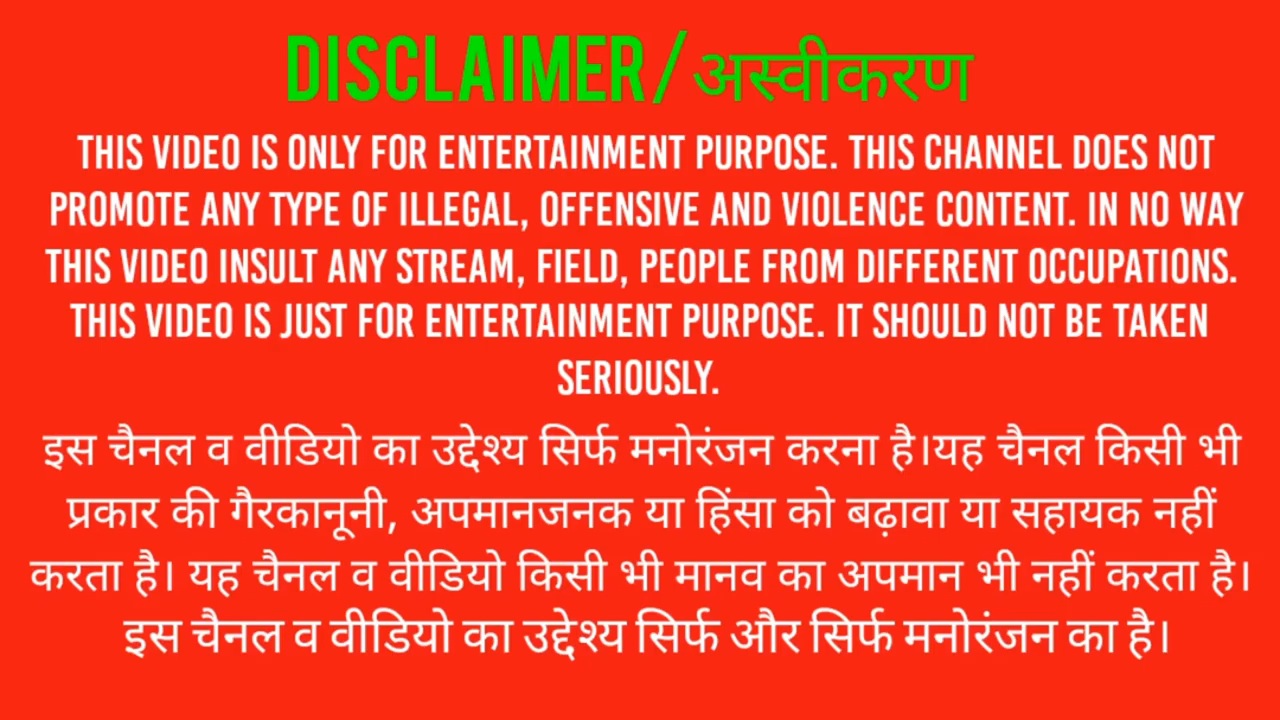 DISCLAIMER/अस्वीकरण
THIS VIDEO IS ONLY FOR ENTERTAINMENT PURPOSE. THIS CHANNEL DOES NOT
PROMOTE ANY TYPE OF ILLEGAL, OFFENSIVE AND VIOLENCE CONTENT. IN NO WAY
THIS VIDEO INSULT ANY STREAM, FIELD, PEOPLE FROM DIFFERENT OCCUPATIONS.
THIS VIDEO IS JUST FOR ENTERTAINMENT PURPOSE. IT SHOULD NOT BE TAKEN
SERIOUSLY.
इस चैनल व वीडियो का उद्देश्य सिर्फ मनोरंजन करना है।यह चैनल किसी भी
प्रकार की गैरकानूनी, अपमानजनक या हिंसा को बढ़ावा या सहायक नहीं
करता है। यह चैनल व वीडियो किसी भी मानव का अपमान भी नहीं करता है।
इस चैनल व वीडियो का उद्देश्य सिर्फ और सिर्फ मनोरंजन का है।